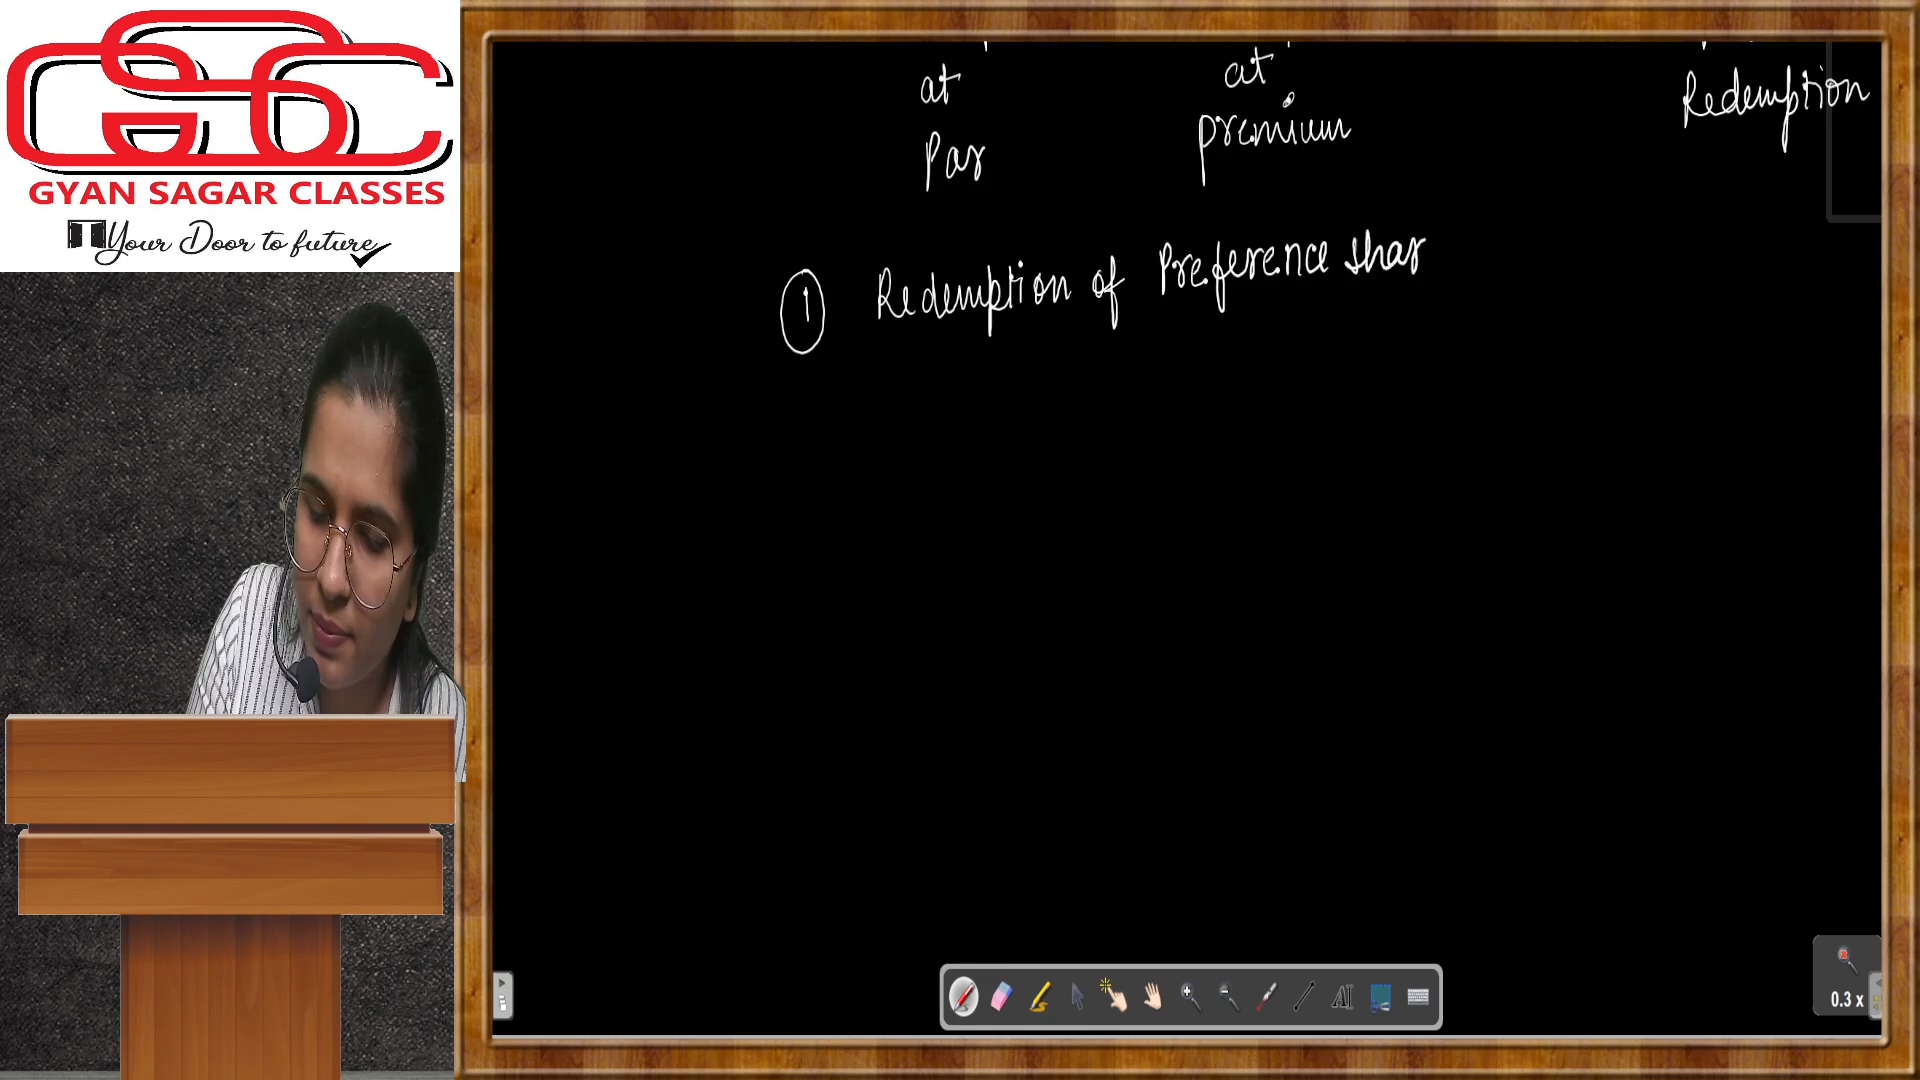 GSC
GYAN SAGAR CLASSES
Your Door to future
at
Par
at
premium
Redemption
1 Redemption of Preference shar
0.3 x